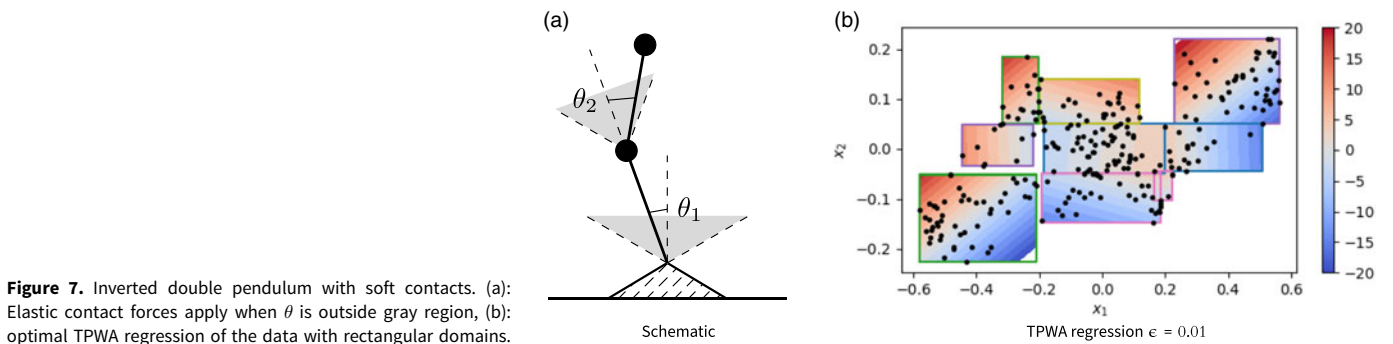 Figure 7. Inverted double pendulum with soft contacts. (a):
Elastic contact forces apply when θ is outside gray region, (b):
optimal TPWA regression of the data with rectangular domains.
(a)
θ2
θ1
Schematic
(b)
0.2
0.1
0.0
−0.1
−0.2
x2
−0.6
−0.4
−0.2
0.0
0.2
0.4
0.6
x1
20
15
10
5
0
−5
−10
−15
−20
TPWA regression ϵ = 0.01